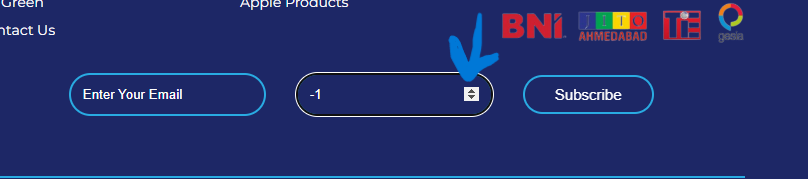 Green
Apple Products
ntact Us
BNI
AHMEDABAD
TiE
gesia
Enter Your Email
-1
Subscribe